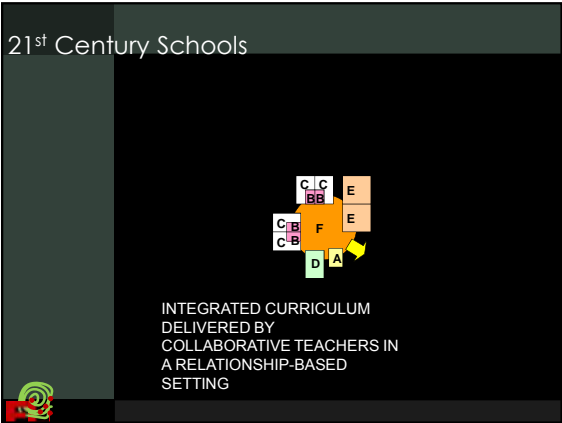 21st Century Schools
C C
E
BB
E
C B
F
C B
D
A
INTEGRATED CURRICULUM
DELIVERED BY
COLLABORATIVE TEACHERS IN
A RELATIONSHIP-BASED
SETTING